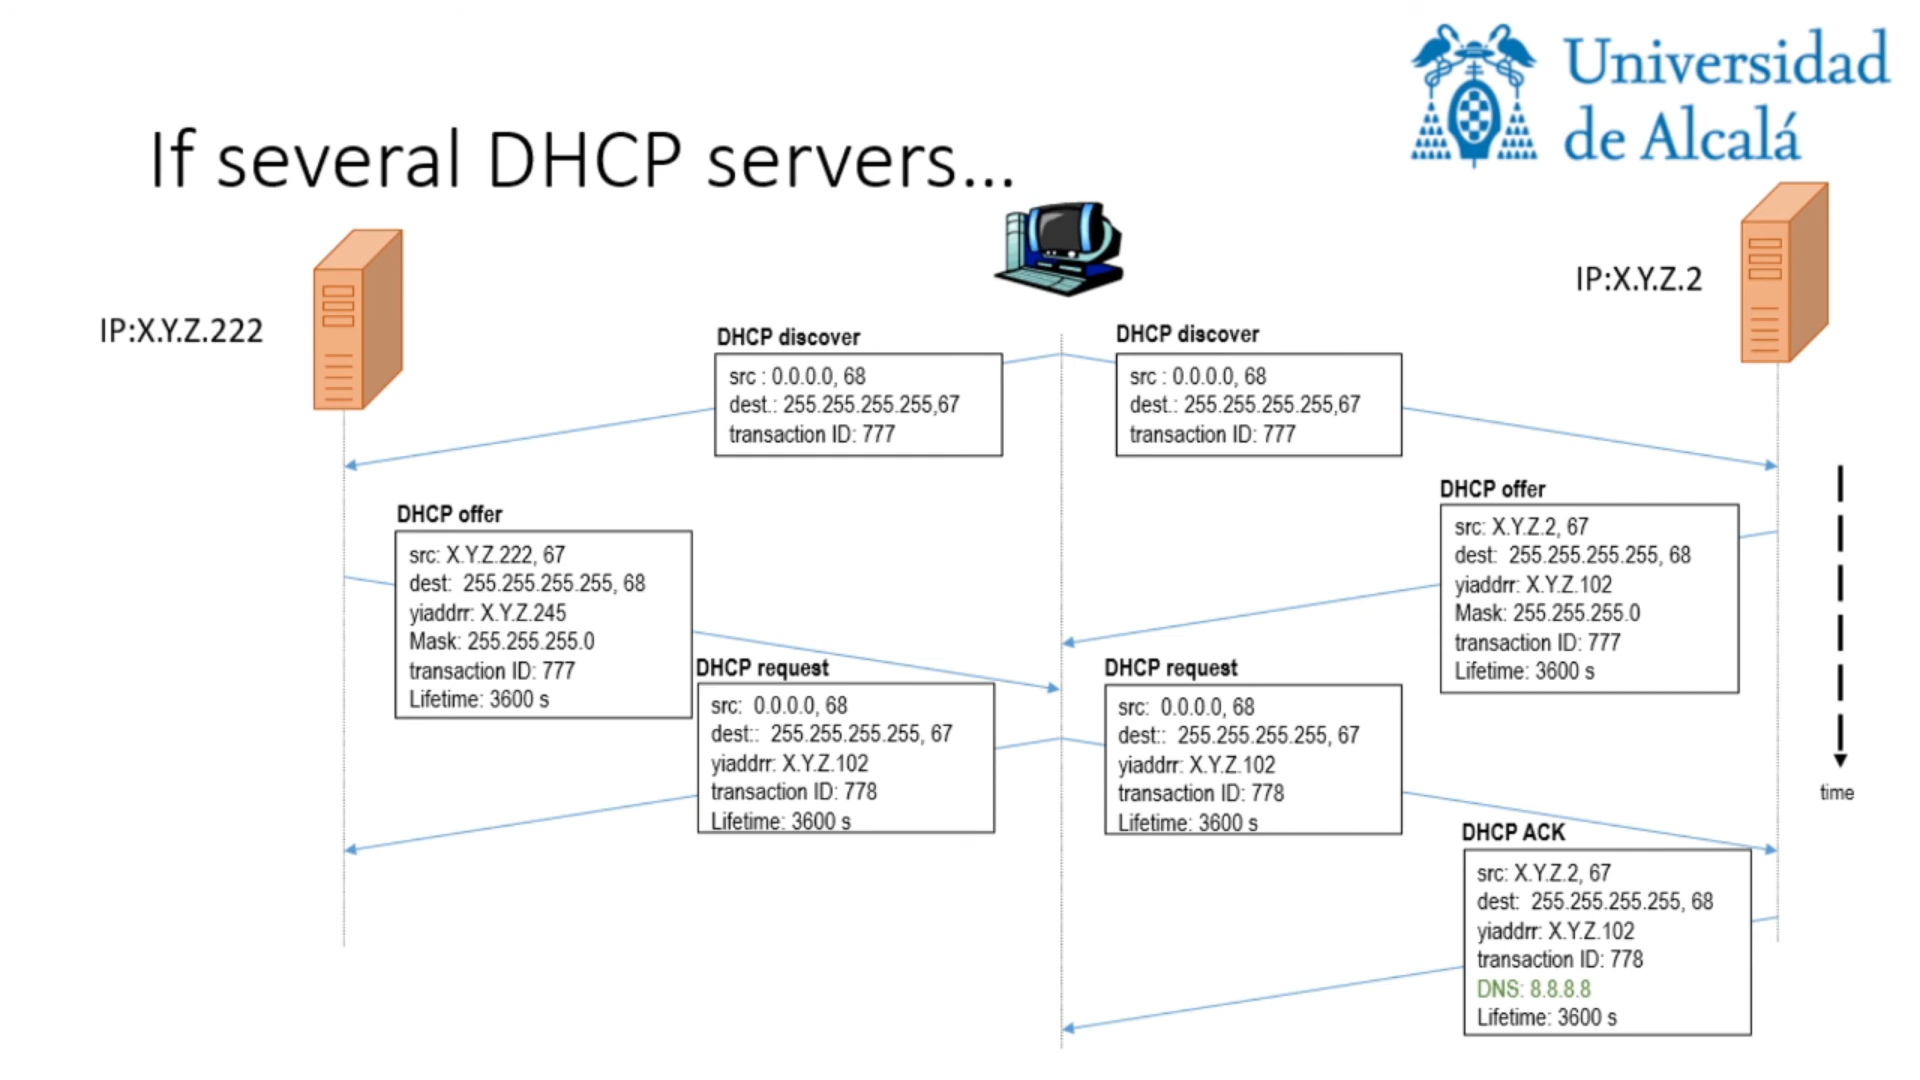 Universidad
de Alcalá
If several DHCP servers...
IP:X.Y.Z.222
IP:X.Y.Z.2
DHCP discover
src : 0.0.0.0, 68
dest.: 255.255.255.255,67
transaction ID: 777
DHCP discover
src : 0.0.0.0, 68
dest.: 255.255.255.255,67
transaction ID: 777
DHCP offer
src: X.Y.Z.222, 67
dest: 255.255.255.255, 68
yiaddrr: X.Y.Z.245
Mask: 255.255.255.0
transaction ID: 777
Lifetime: 3600 s
DHCP offer
src: X.Y.Z.2, 67
dest: 255.255.255.255, 68
yiaddrr: X.Y.Z.102
Mask: 255.255.255.0
transaction ID: 777
Lifetime: 3600 s
DHCP request
src: 0.0.0.0, 68
dest:: 255.255.255.255, 67
yiaddrr: X.Y.Z.102
transaction ID: 778
Lifetime: 3600 s
DHCP request
src: 0.0.0.0, 68
dest:: 255.255.255.255, 67
yiaddrr: X.Y.Z.102
transaction ID: 778
Lifetime: 3600 s
time
DHCP ACK
src: X.Y.Z.2, 67
dest: 255.255.255.255, 68
yiaddrr: X.Y.Z.102
transaction ID: 778
DNS: 8.8.8.8
Lifetime: 3600 s